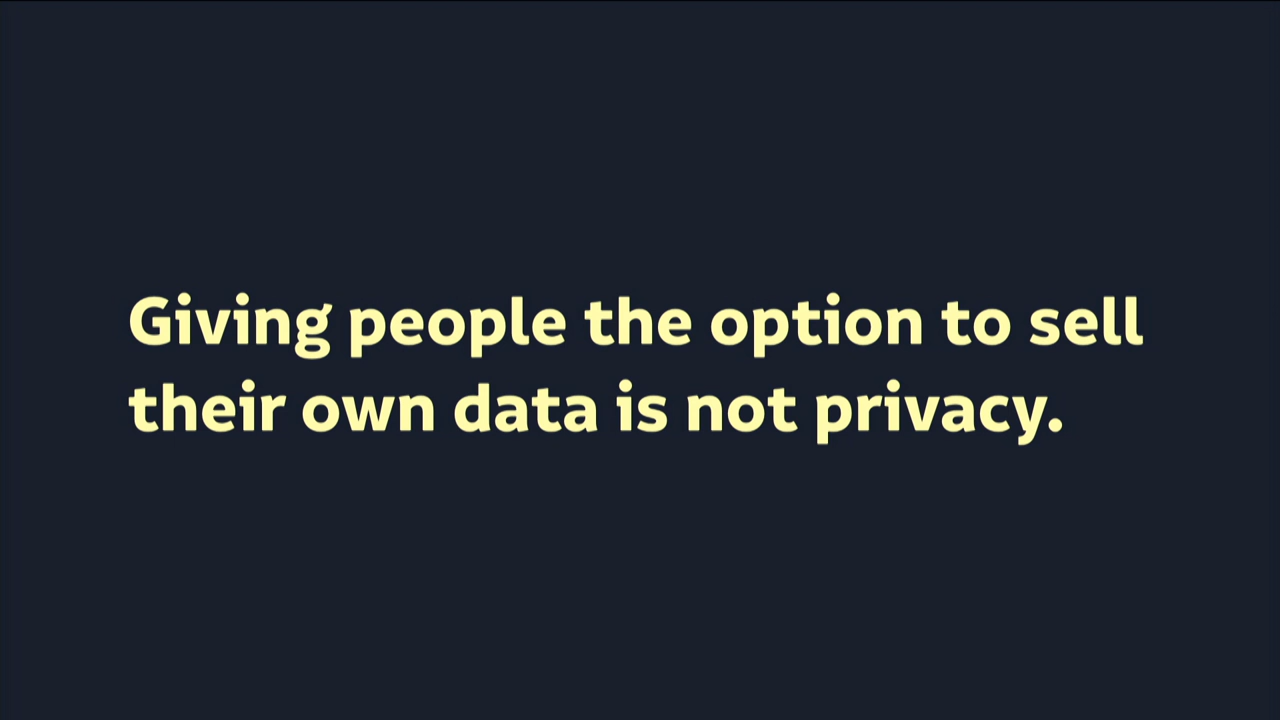 Giving people the option to sell
their own data is not privacy.